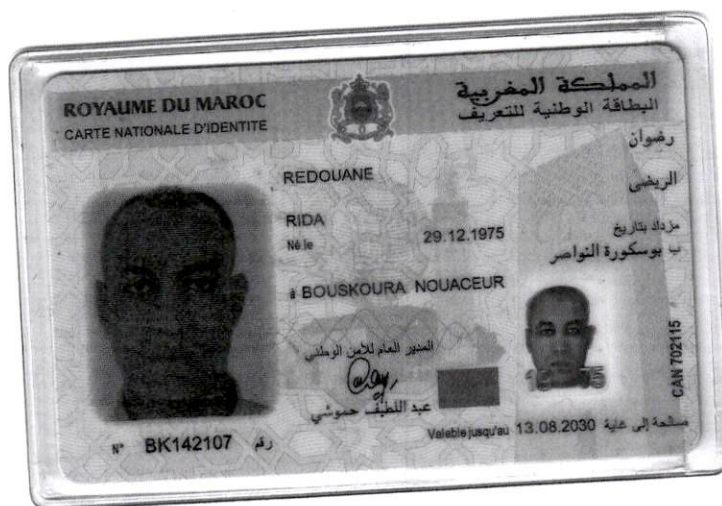 ROYAUME DU MAROC
CARTE NATIONALE D'IDENTITE
المملكة المغربية
البطاقة الوطنية للتعريف
رضوان
REDOUANE
الريضى
RIDA
Né le 29.12.1975
مزداد بتاريخ
ب بوسكورة النواصر
à BOUSKOURA NOUACEUR
المدير العام للأمن الوطني
عبد اللطيف حموشي
CAN 702115
N° BK142107 رقم
Valable jusqu'au 13.08.2030 صالحة إلى غاية